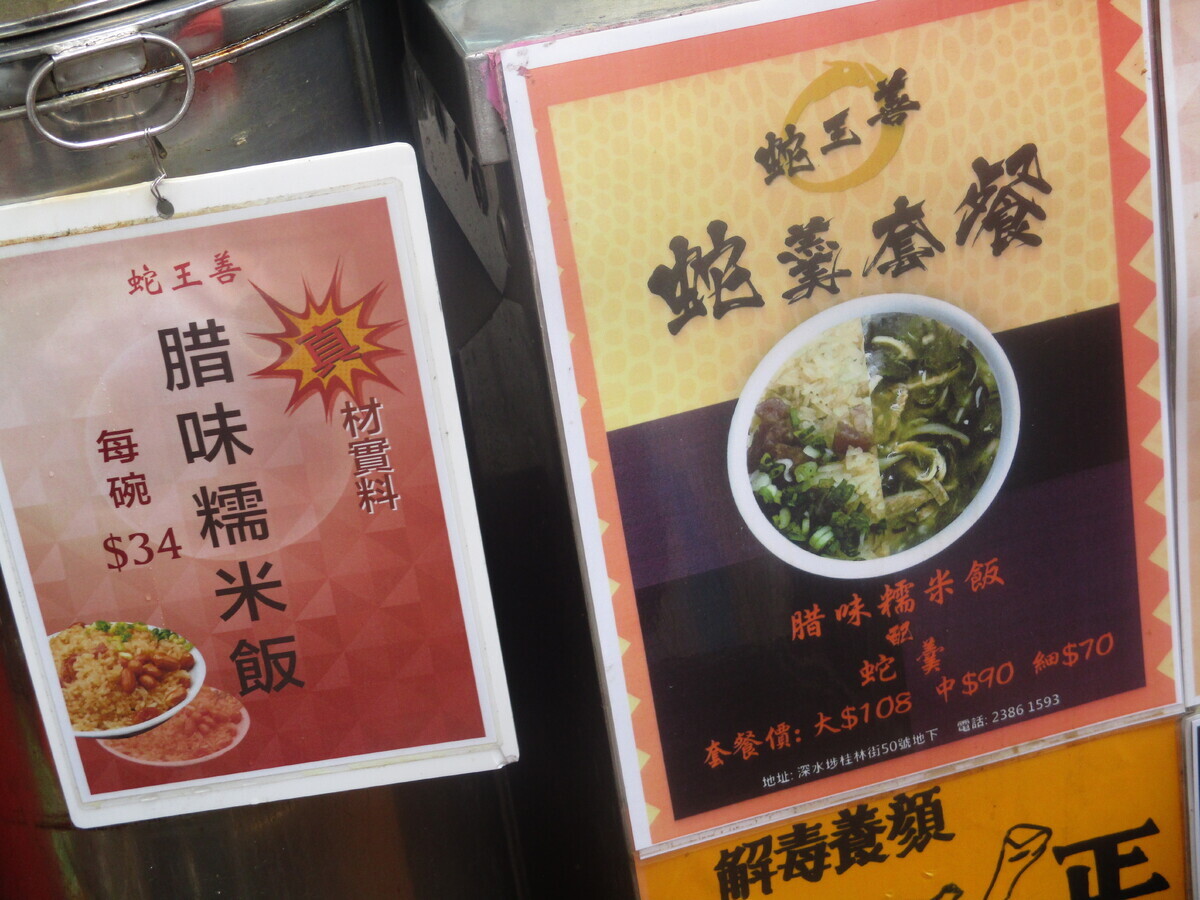 蛇王善
真
材實料
腊味糯米飯
每碗
$34
蛇王善
蛇羹套餐
腊味糯米飯
配
蛇羹
套餐價: 大$108 中$90 細$70
地址: 深水埗桂林街50號地下 電話: 2386 1593
解毒養顏
正